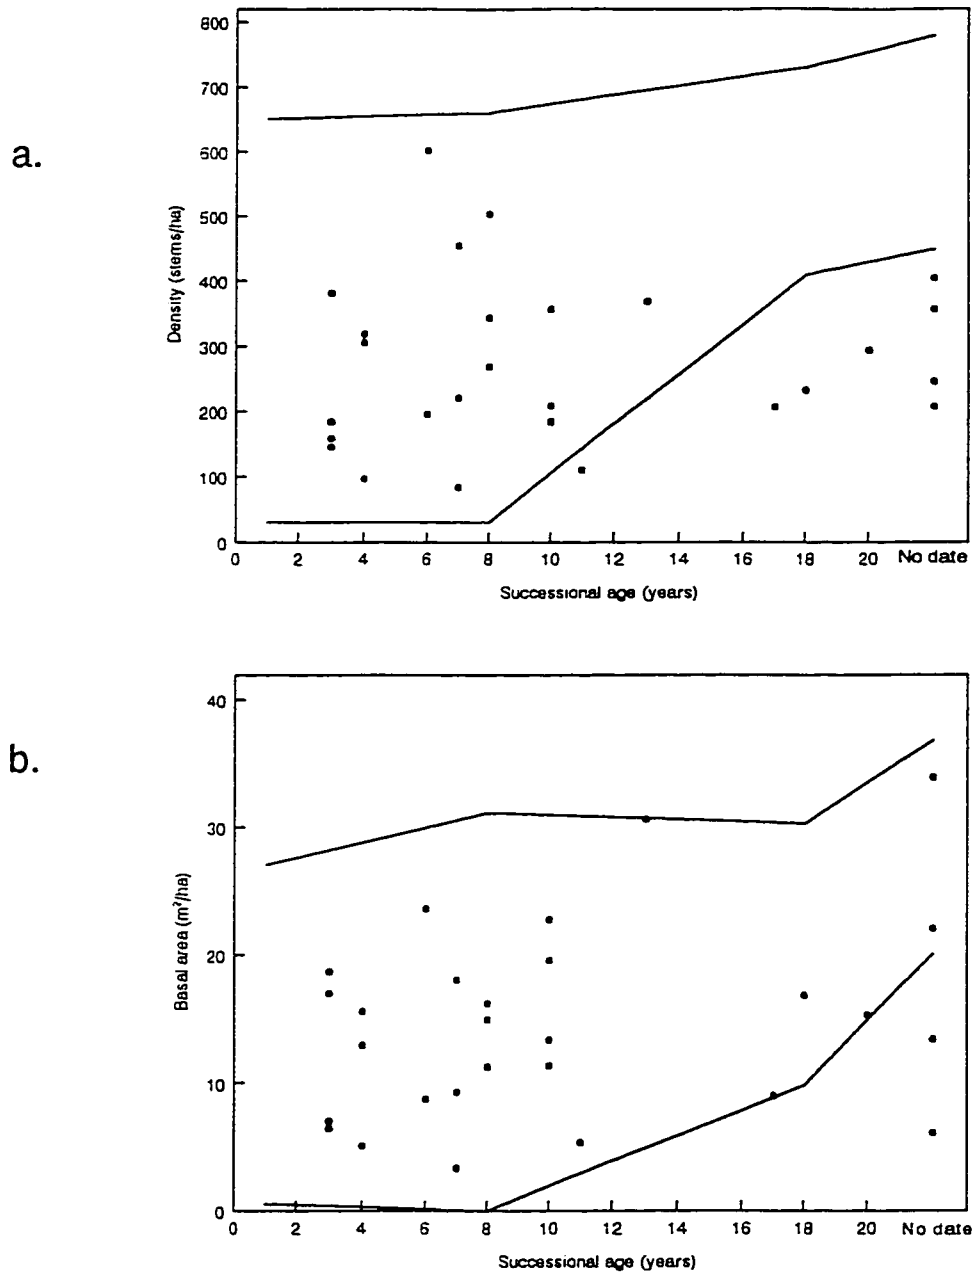 a.
800
700
600
500
400
300
200
100
0
Density (stems/ha)
0 2 4 6 8 10 12 14 16 18 20 No date
Successional age (years)
b.
40
30
20
10
0
Basal area (m²/ha)
0 2 4 6 8 10 12 14 16 18 20 No date
Successional age (years)